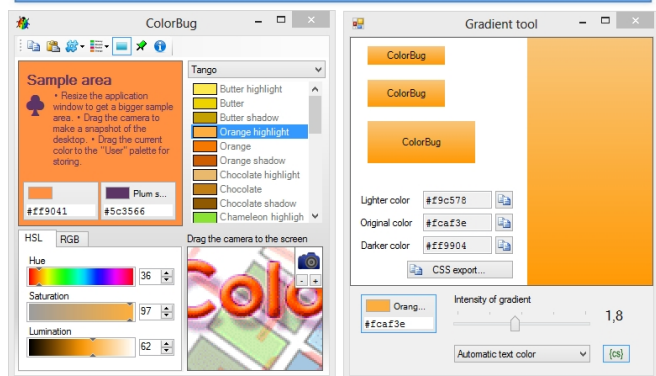 ColorBug
Sample area
• Resize the application
window to get a bigger sample
area. • Drag the camera to
make a snapshot of the
desktop. • Drag the current
color to the "User" palette for
storing.
Plum s...
#ff9041
#5c3566
Tango
Butter highlight
Butter
Butter shadow
Orange highlight
Orange
Orange shadow
Chocolate highlight
Chocolate
Chocolate shadow
Chameleon highligh
HSL
RGB
Hue
36
Saturation
97
Lumination
62
Drag the camera to the screen
Colo
Gradient tool
ColorBug
ColorBug
ColorBug
Lighter color
#f9c578
Original color
#fcaf3e
Darker color
#ff9904
CSS export...
Orang...
#fcaf3e
Intensity of gradient
1,8
Automatic text color
{cs}